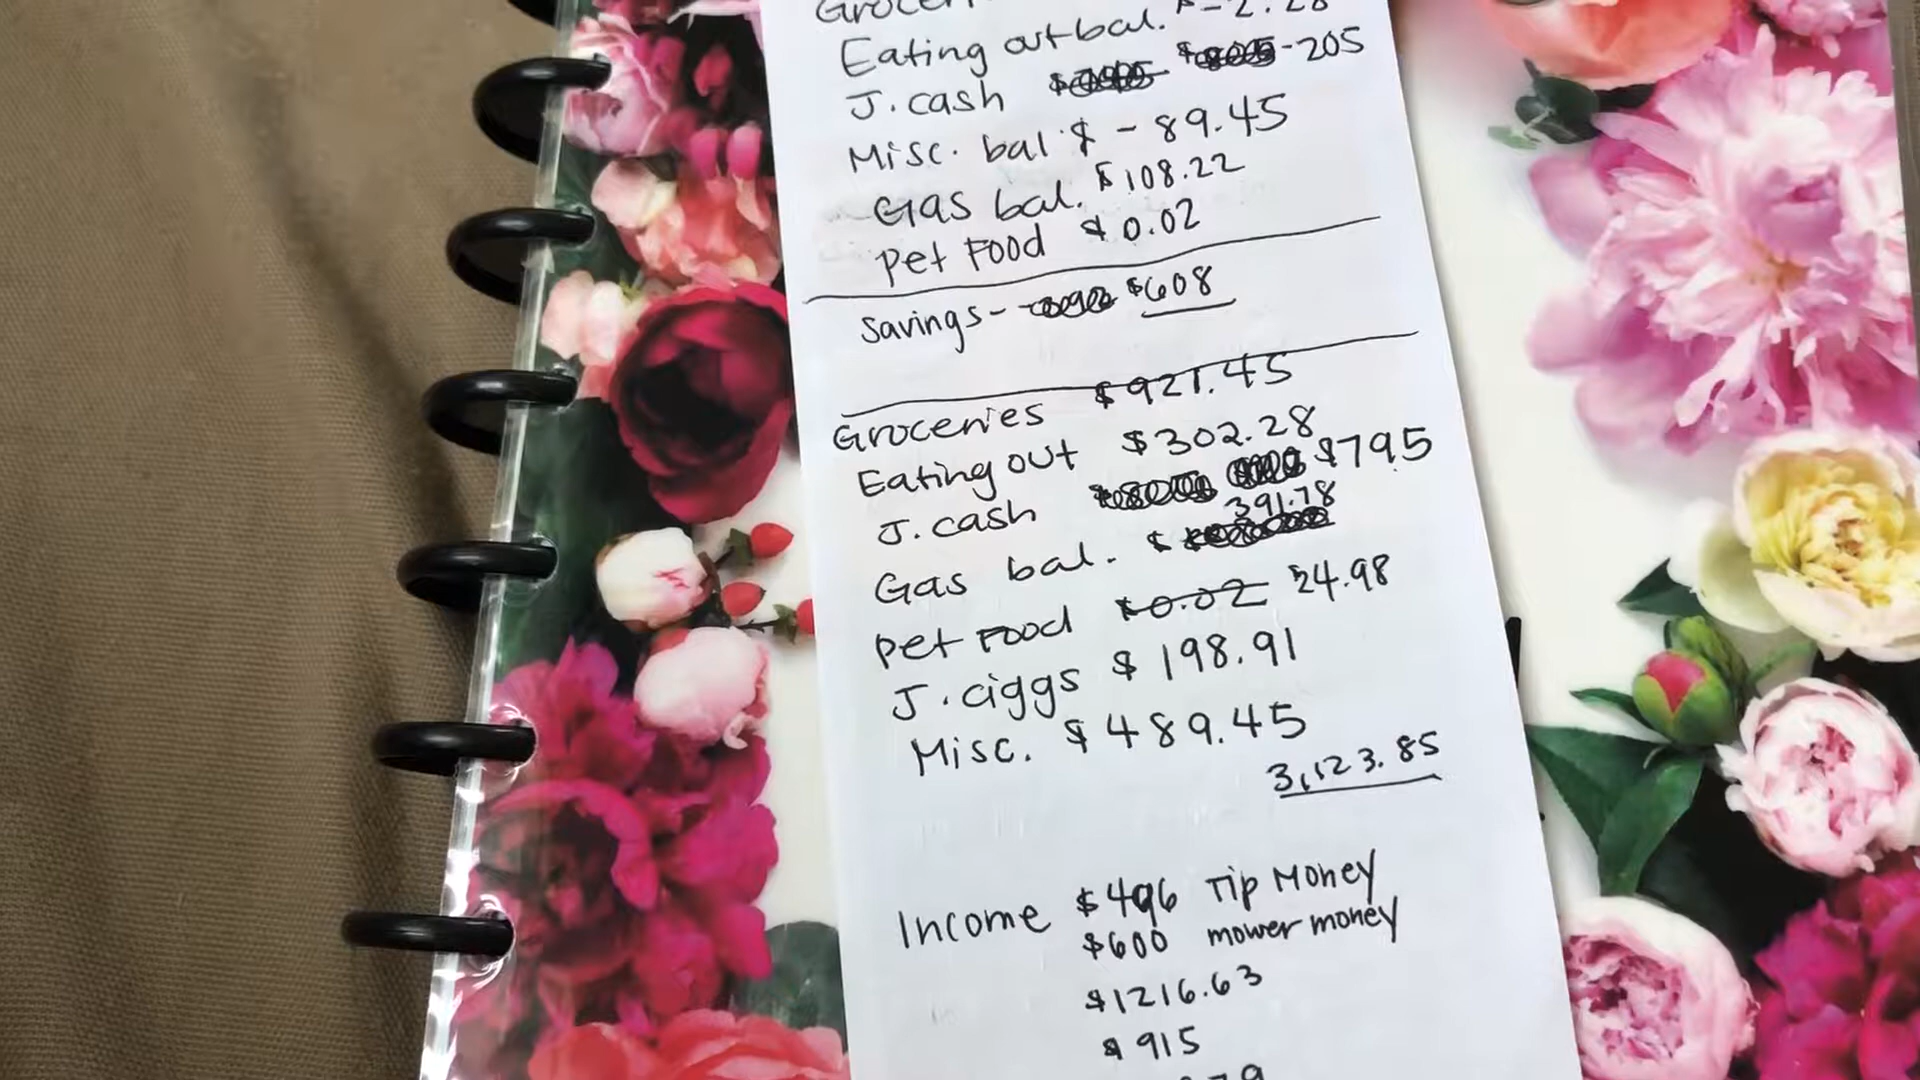 Eating out bal. $-2.28
J. cash -205
Misc. bal $ -89.45
Gas bal. $108.22
Pet Food $0.02
Savings- $608
Groceries $921.45
Eating out $302.28
J. cash $795
Gas bal. $ 391.78
Pet Food $0.02 24.98
J. ciggs $198.91
Misc. $489.45
3,123.85
Income $496 Tip Money
$600 mower money
$1216.63
$915